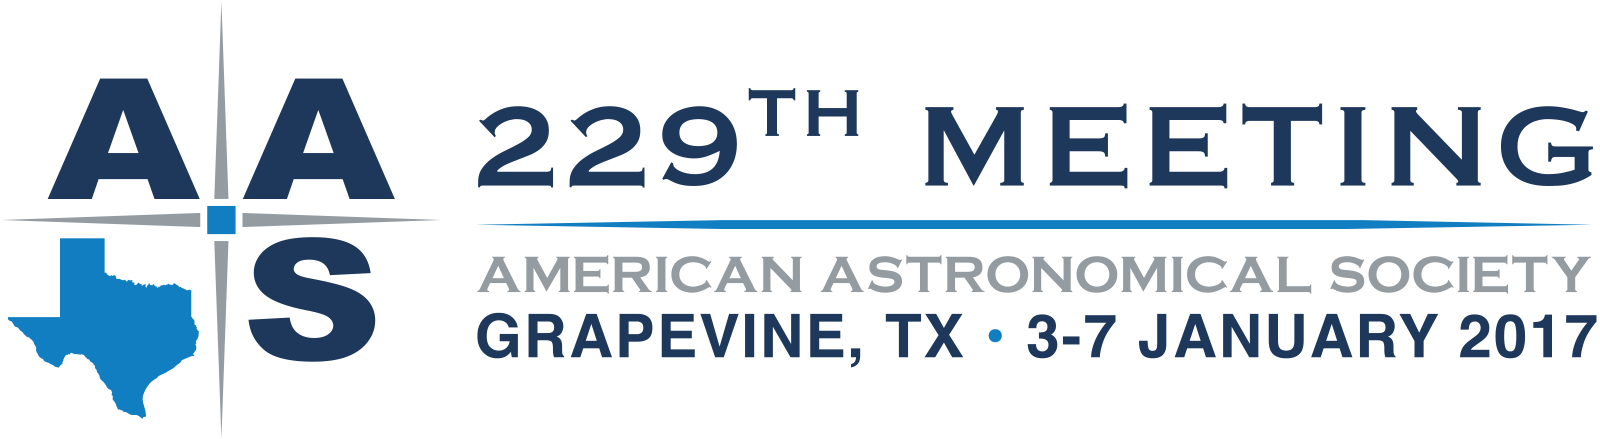 AAS
229TH MEETING
AMERICAN ASTRONOMICAL SOCIETY
GRAPEVINE, TX • 3-7 JANUARY 2017